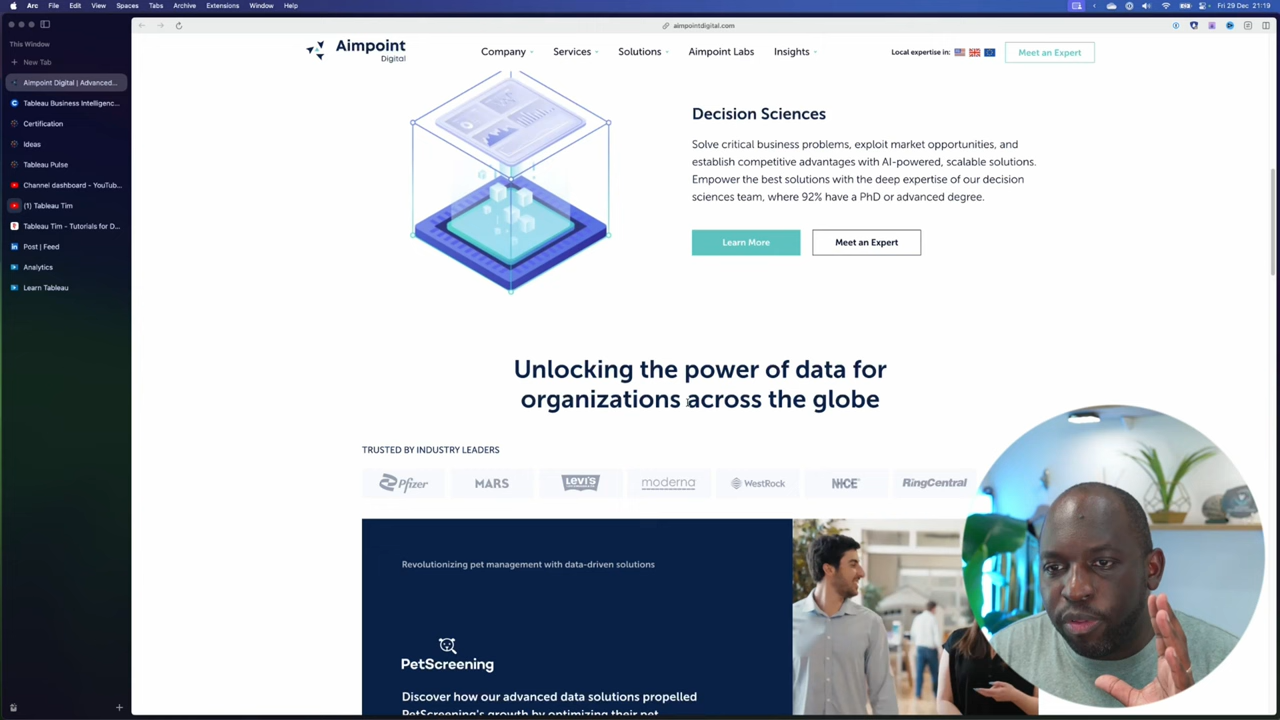 Arc File Edit View Spaces Tabs Archive Extensions Window Help
Fri 29 Dec 21:19
This Window
New Tab
Aimpoint Digital | Advanced...
Tableau Business Intelligenc...
Certification
Ideas
Tableau Pulse
Channel dashboard - YouTub...
(1) Tableau Tim
Tableau Tim - Tutorials for D...
Post | Feed
Analytics
Learn Tableau
aimpointdigital.com
Aimpoint
Digital
Company Services Solutions Aimpoint Labs Insights
Local expertise in:
Meet an Expert
Decision Sciences
Solve critical business problems, exploit market opportunities, and
establish competitive advantages with AI-powered, scalable solutions.
Empower the best solutions with the deep expertise of our decision
sciences team, where 92% have a PhD or advanced degree.
Learn More Meet an Expert
Unlocking the power of data for
organizations across the globe
TRUSTED BY INDUSTRY LEADERS
Pfizer MARS LEVI'S moderna WestRock NICE RingCentral
Revolutionizing pet management with data-driven solutions
PetScreening
Discover how our advanced data solutions propelled
PetScreening's growth by optimizing their pet